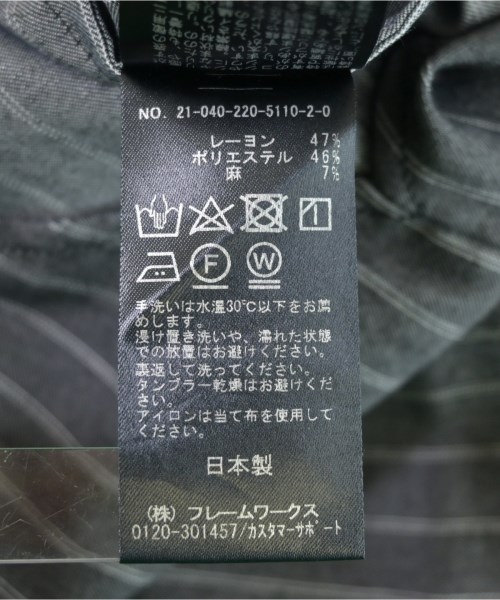 NO. 21-040-220-5110-2-0
レーヨン 47%
ポリエステル 46%
麻 7%
F W
手洗いは水温30℃以下をお薦
めします。
浸け置き洗いや、濡れた状態
での放置はお避けください。
裏返して洗ってください。
タンブラー乾燥はお避けくださ
い。
アイロンは当て布を使用して
ください。
日本製
(株) フレームワークス
0120-301457/カスタマーサポート